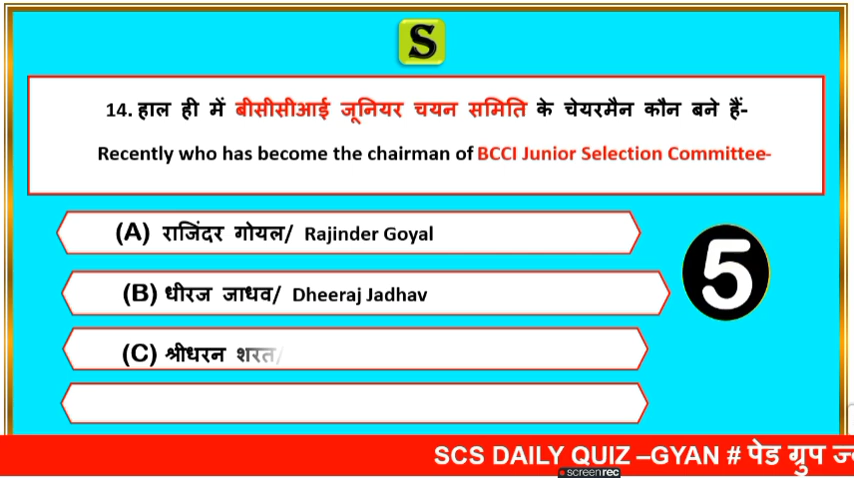 S
14. हाल ही में बीसीसीआई जूनियर चयन समिति के चेयरमैन कौन बने हैं-
Recently who has become the chairman of BCCI Junior Selection Committee-
(A) राजिंदर गोयल/ Rajinder Goyal
(B) धीरज जाधव/ Dheeraj Jadhav
(C) श्रीधरन शरत/
5
SCS DAILY QUIZ –GYAN # पेड ग्रुप
screenrec